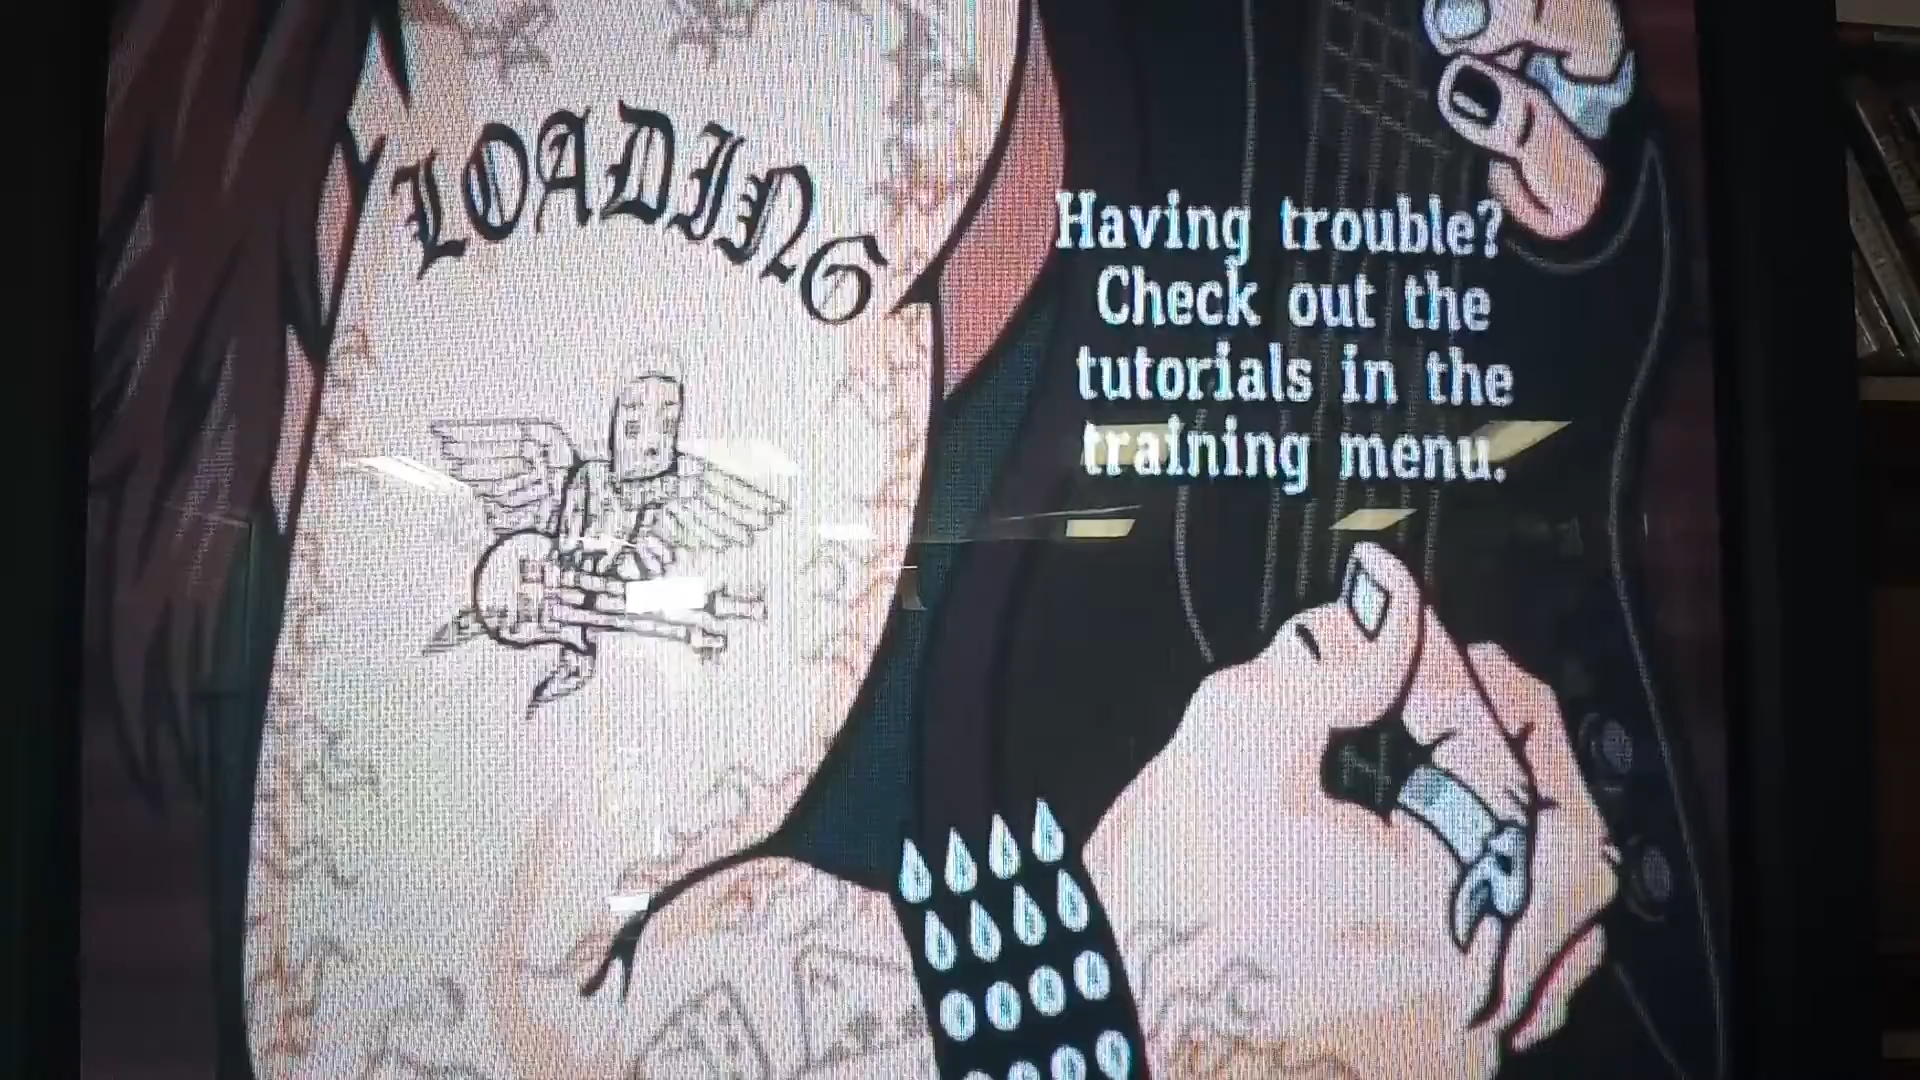 LOADING
Having trouble?
Check out the
tutorials in the
training menu.